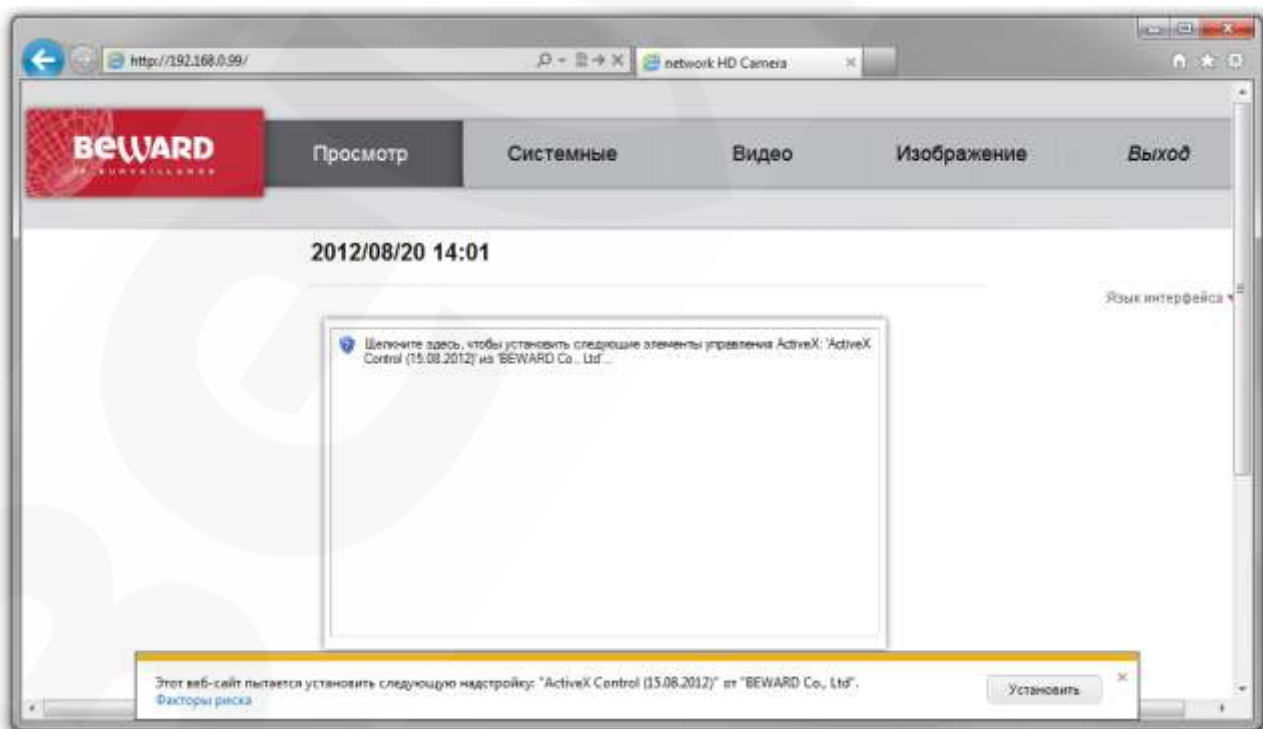 http://192.168.0.99/
network HD Camera
BEWARD
IP SURVEILLANCE
Просмотр
Системные
Видео
Изображение
Выход
2012/08/20 14:01
Язык интерфейса
Щелкните здесь, чтобы установить следующие элементы управления ActiveX: 'ActiveX
Control (15.08.2012)' из 'BEWARD Co., Ltd'...
Этот веб-сайт пытается установить следующую надстройку: "ActiveX Control (15.08.2012)" от "BEWARD Co., Ltd".
Факторы риска
Установить